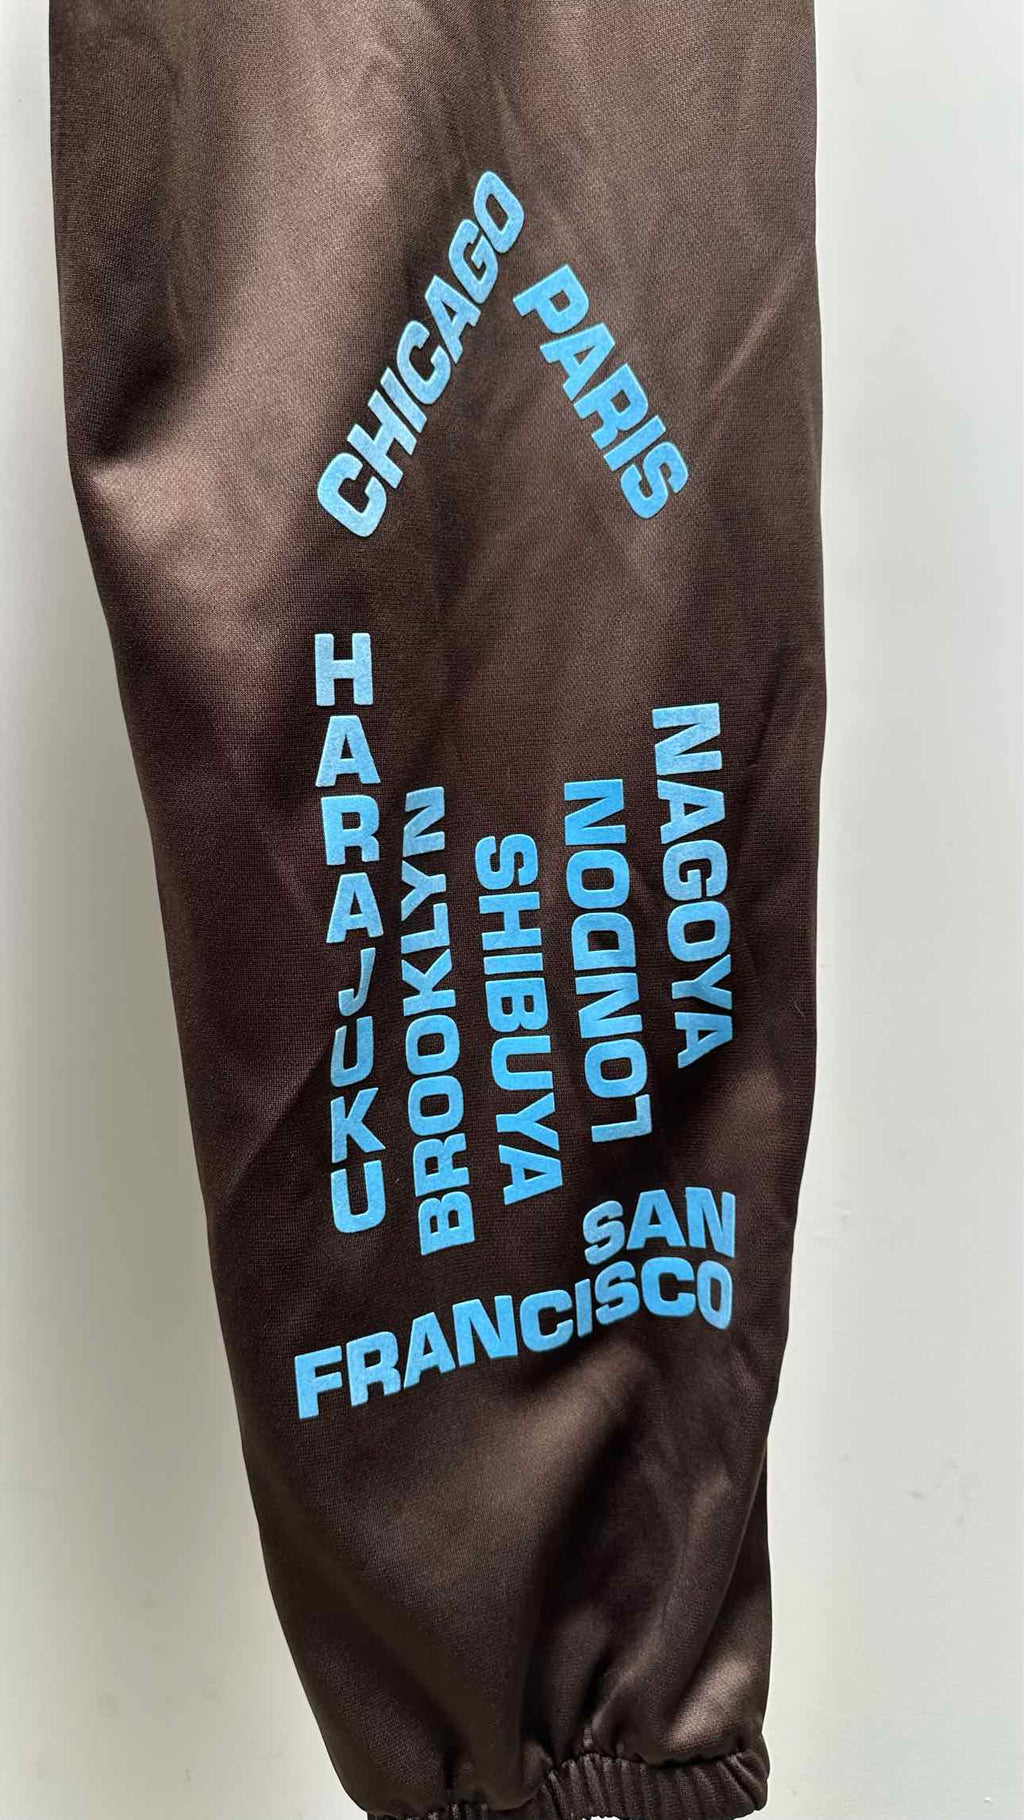 CHICAGO
PARIS
HARAJUKU
BROOKLYN
SHIBUYA
LONDON
NAGOYA
SAN
FRANCISCO